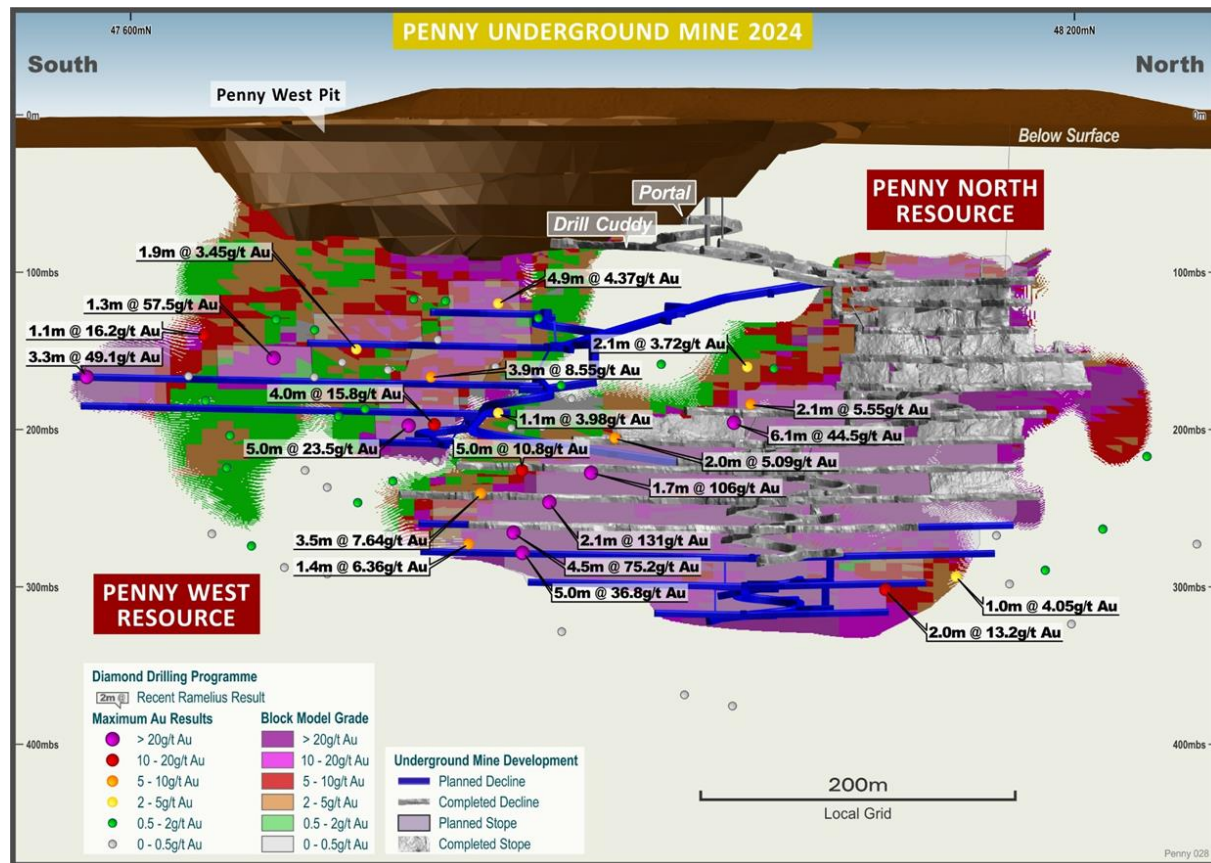 PENNY UNDERGROUND MINE 2024
47 600mN
48 200mN
South
North
Penny West Pit
0m
0m
Below Surface
PENNY NORTH
RESOURCE
Portal
Drill Cuddy
1.9m @ 3.45g/t Au
4.9m @ 4.37g/t Au
100mbs
100mbs
1.3m @ 57.5g/t Au
1.1m @ 16.2g/t Au
2.1m @ 3.72g/t Au
3.3m @ 49.1g/t Au
3.9m @ 8.55g/t Au
4.0m @ 15.8g/t Au
2.1m @ 5.55g/t Au
1.1m @ 3.98g/t Au
200mbs
200mbs
6.1m @ 44.5g/t Au
5.0m @ 23.5g/t Au
5.0m @ 10.8g/t Au
2.0m @ 5.09g/t Au
1.7m @ 106g/t Au
3.5m @ 7.64g/t Au
2.1m @ 131g/t Au
1.4m @ 6.36g/t Au
4.5m @ 75.2g/t Au
300mbs
300mbs
5.0m @ 36.8g/t Au
1.0m @ 4.05g/t Au
2.0m @ 13.2g/t Au
PENNY WEST
RESOURCE
Diamond Drilling Programme
2m @ Recent Ramelius Result
Maximum Au Results
> 20g/t Au
10 - 20g/t Au
5 - 10g/t Au
2 - 5g/t Au
0.5 - 2g/t Au
0 - 0.5g/t Au
Block Model Grade
> 20g/t Au
10 - 20g/t Au
5 - 10g/t Au
2 - 5g/t Au
0.5 - 2g/t Au
0 - 0.5g/t Au
Underground Mine Development
Planned Decline
Completed Decline
Planned Stope
Completed Stope
400mbs
400mbs
200m
Local Grid
Penny 028